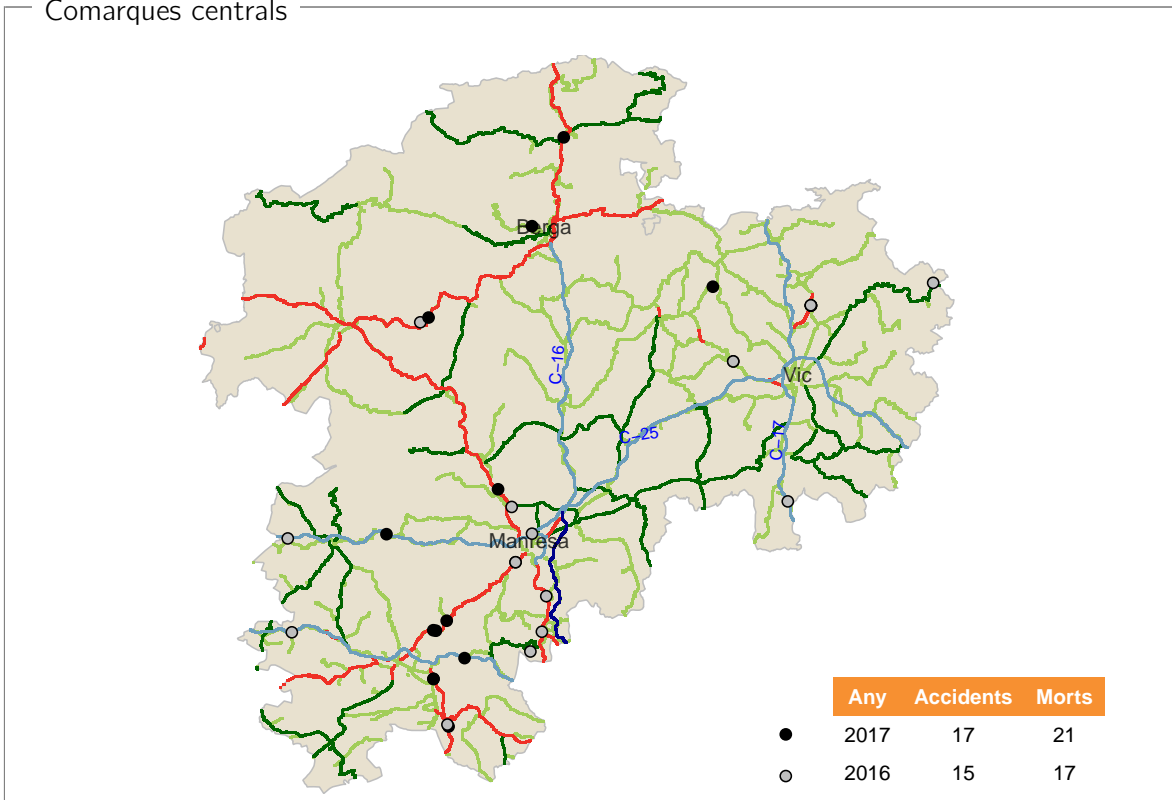 Comarques centrals
Berga
C−16
Vic
C−25
C−17
Manresa
Any Accidents Morts
2017 17 21
2016 15 17